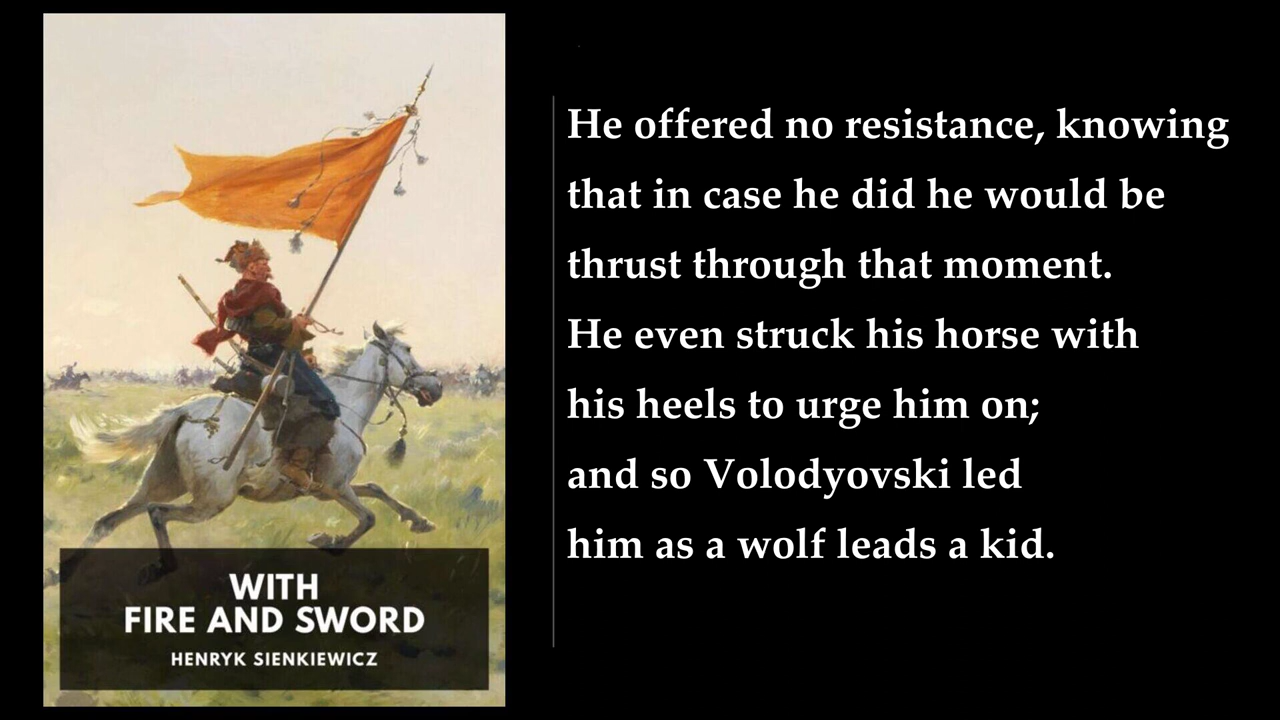 He offered no resistance, knowing
that in case he did he would be
thrust through that moment.
He even struck his horse with
his heels to urge him on;
and so Volodyovski led
him as a wolf leads a kid.
WITH
FIRE AND SWORD
HENRYK SIENKIEWICZ